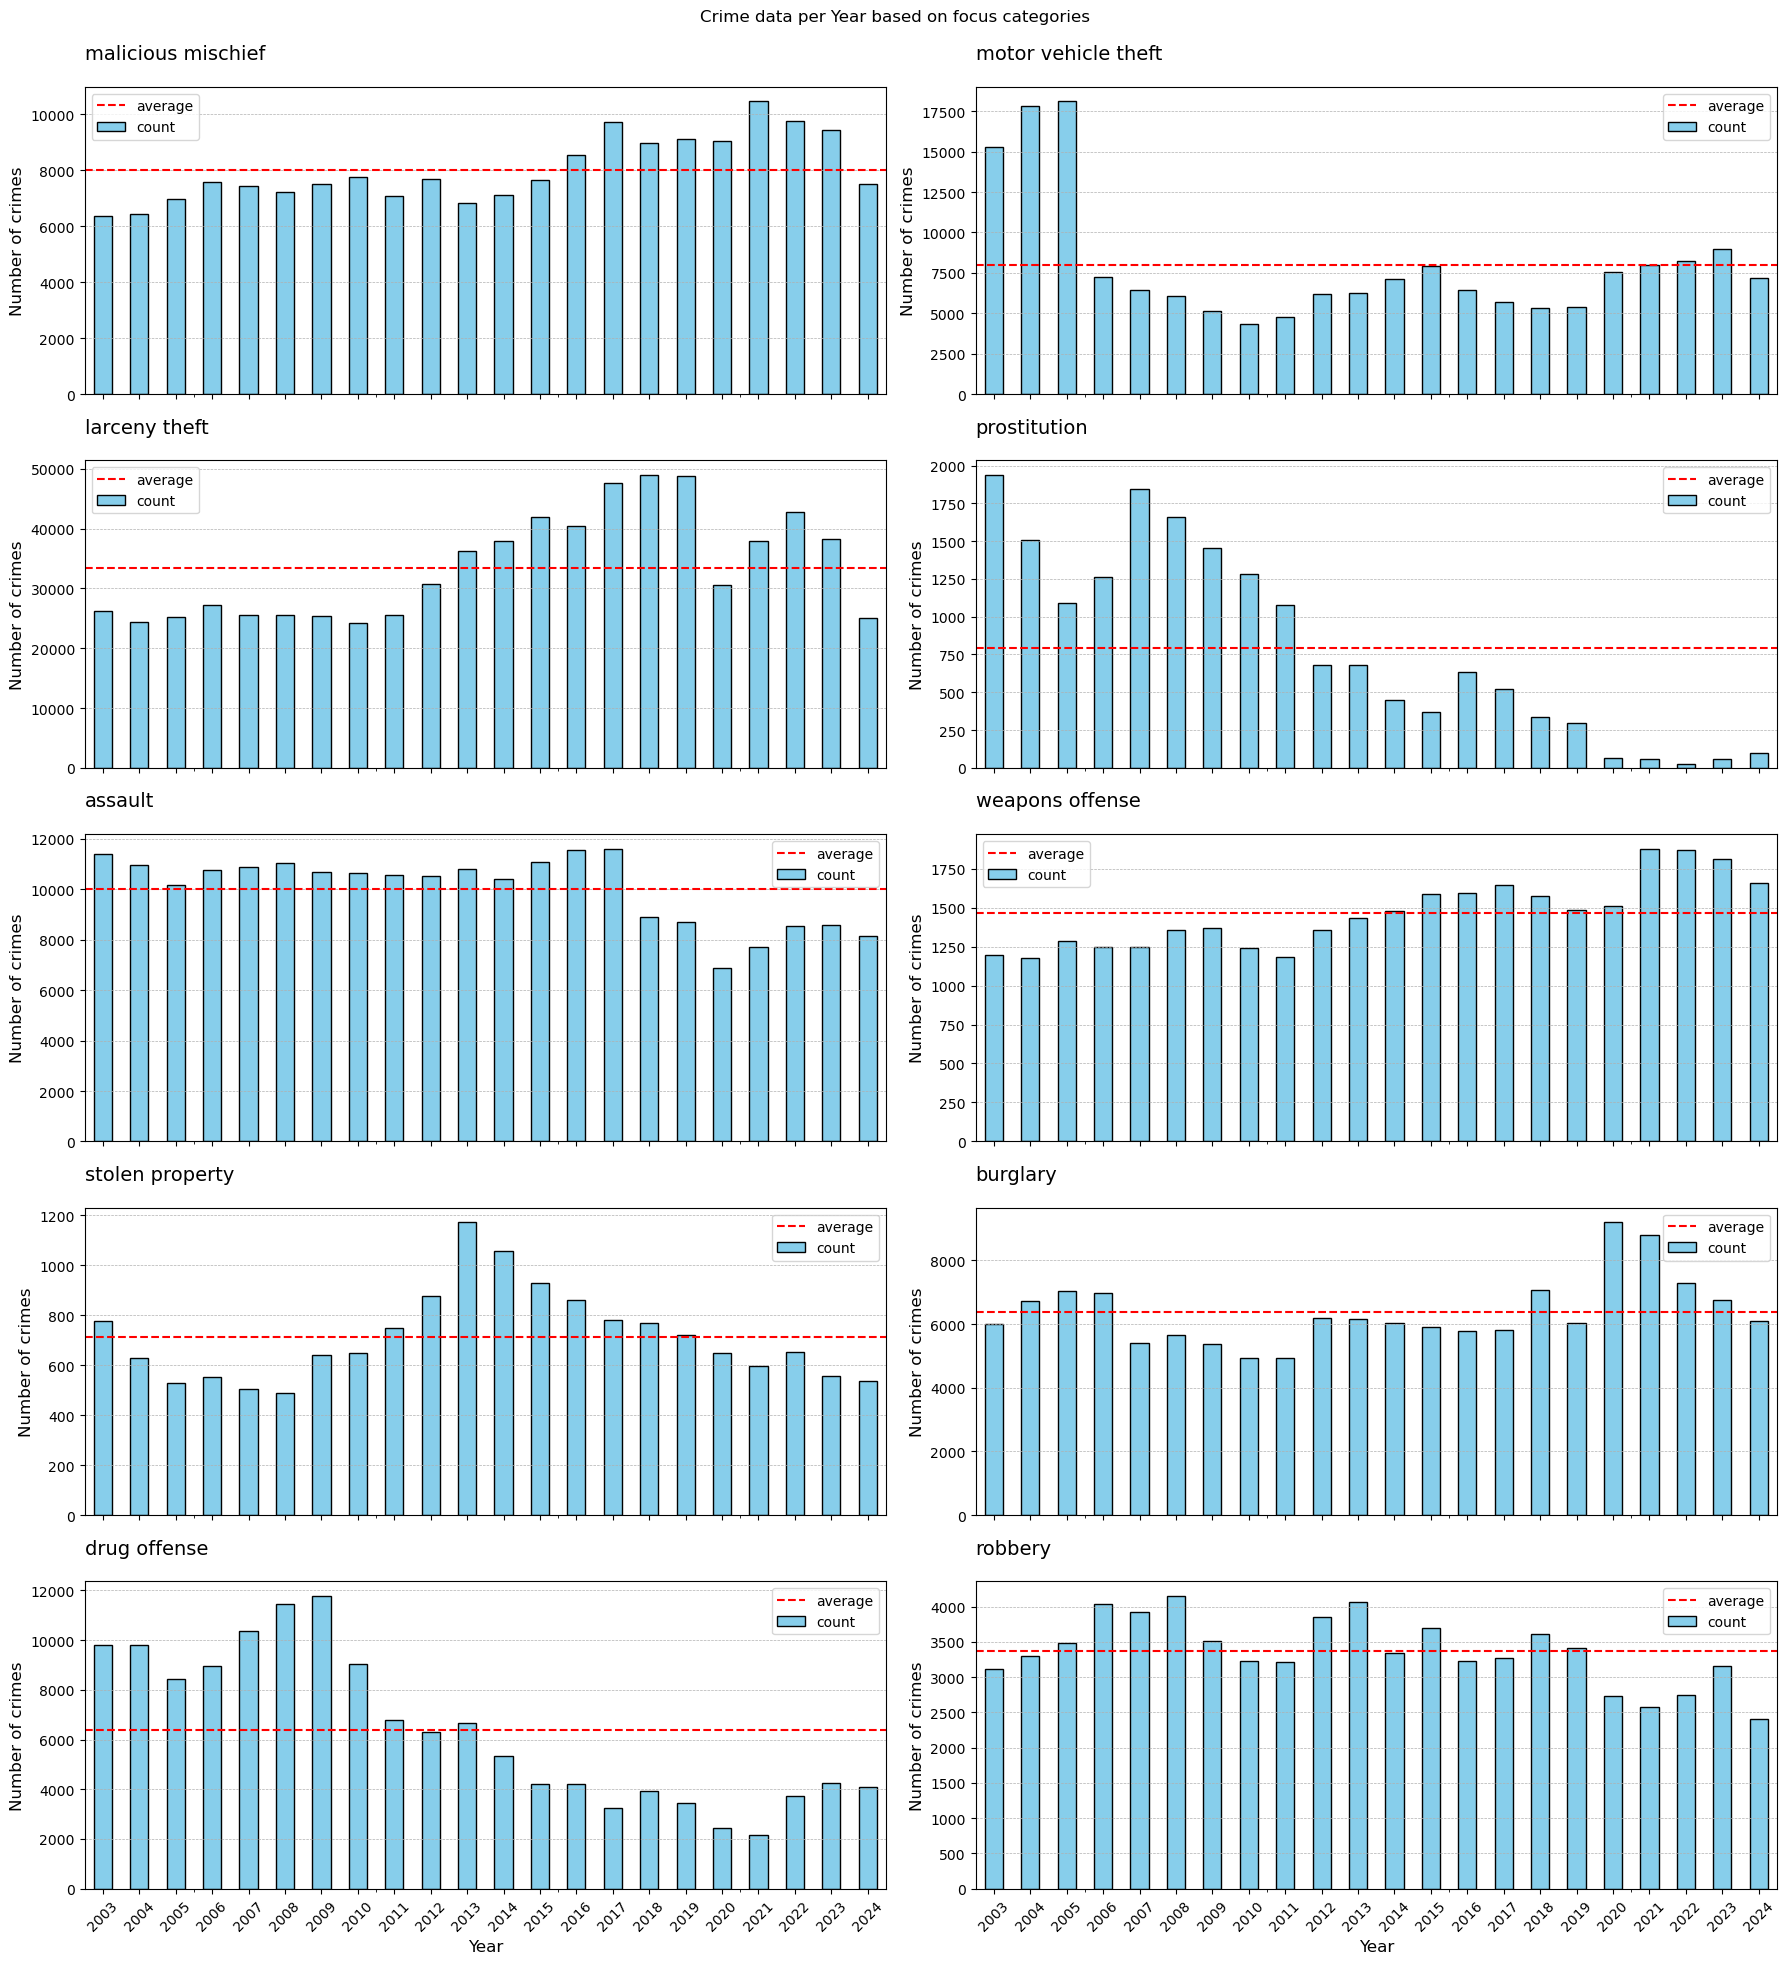 Crime data per Year based on focus categories
malicious mischief
average
count
Number of crimes
10000
8000
6000
4000
2000
0
motor vehicle theft
average
count
Number of crimes
17500
15000
12500
10000
7500
5000
2500
0
larceny theft
average
count
Number of crimes
50000
40000
30000
20000
10000
0
prostitution
average
count
Number of crimes
2000
1750
1500
1250
1000
750
500
250
0
assault
average
count
Number of crimes
12000
10000
8000
6000
4000
2000
0
weapons offense
average
count
Number of crimes
1750
1500
1250
1000
750
500
250
0
stolen property
average
count
Number of crimes
1200
1000
800
600
400
200
0
burglary
average
count
Number of crimes
8000
6000
4000
2000
0
drug offense
average
count
Number of crimes
12000
10000
8000
6000
4000
2000
0
2003 2004 2005 2006 2007 2008 2009 2010 2011 2012 2013 2014 2015 2016 2017 2018 2019 2020 2021 2022 2023 2024
Year
robbery
average
count
Number of crimes
4000
3500
3000
2500
2000
1500
1000
500
0
2003 2004 2005 2006 2007 2008 2009 2010 2011 2012 2013 2014 2015 2016 2017 2018 2019 2020 2021 2022 2023 2024
Year